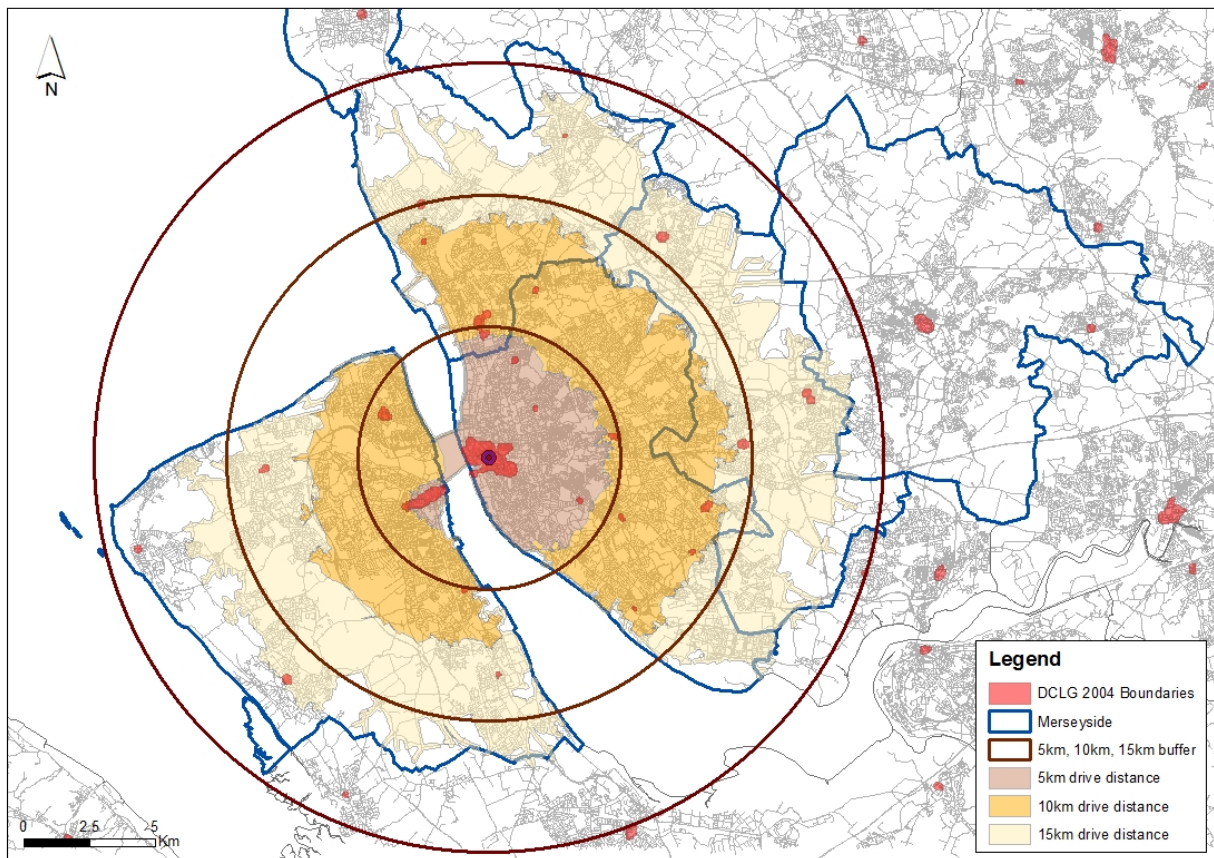 N
Legend
DCLG 2004 Boundaries
Merseyside
5km, 10km, 15km buffer
5km drive distance
10km drive distance
15km drive distance
0 2.5 5
Km